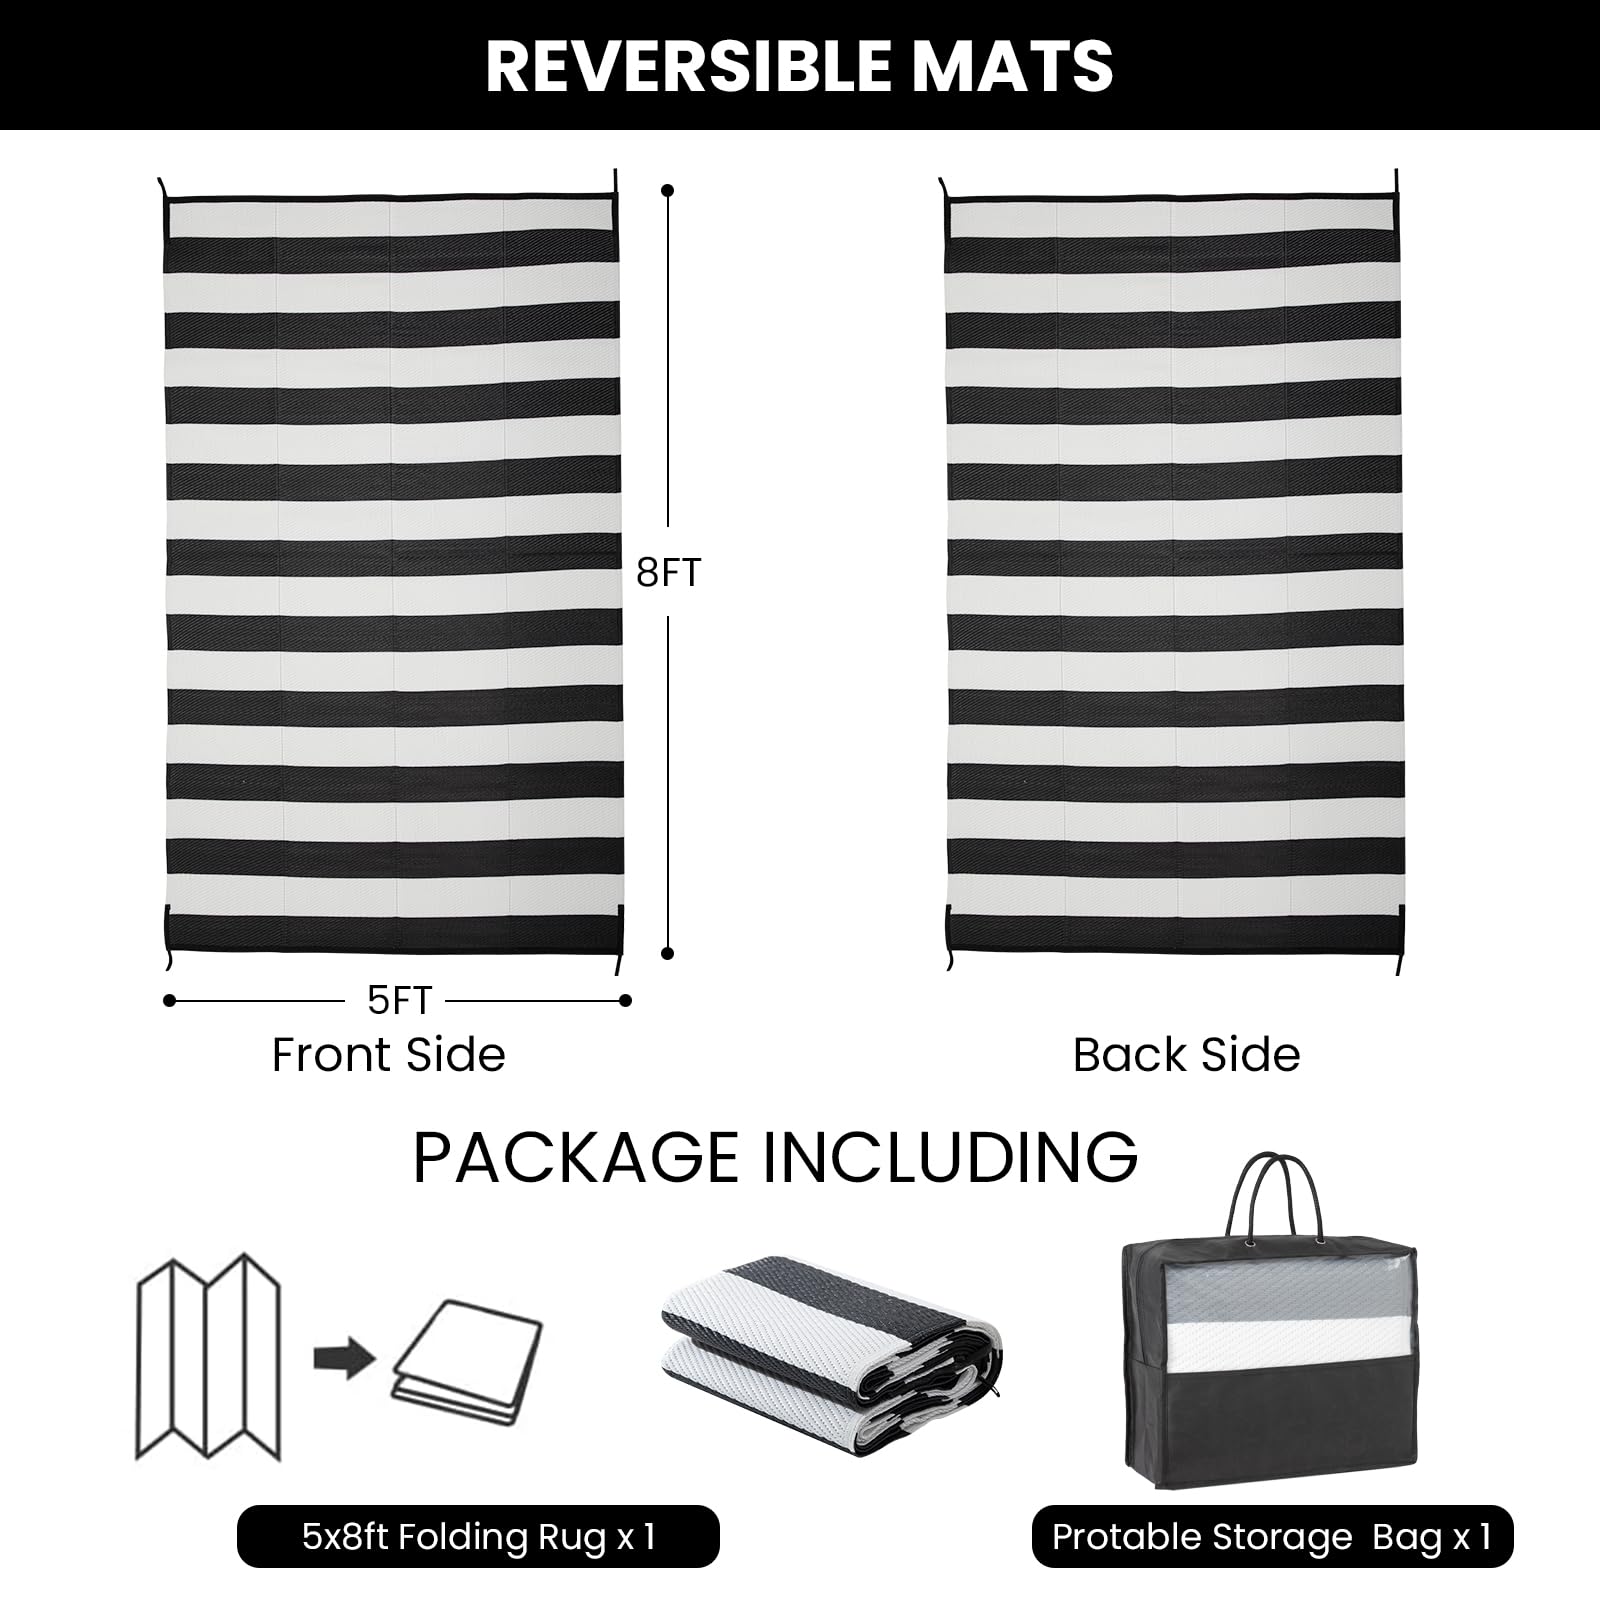 REVERSIBLE MATS
8FT
5FT
Front Side
Back Side
PACKAGE INCLUDING
5x8ft Folding Rug x 1
Protable Storage Bag x 1